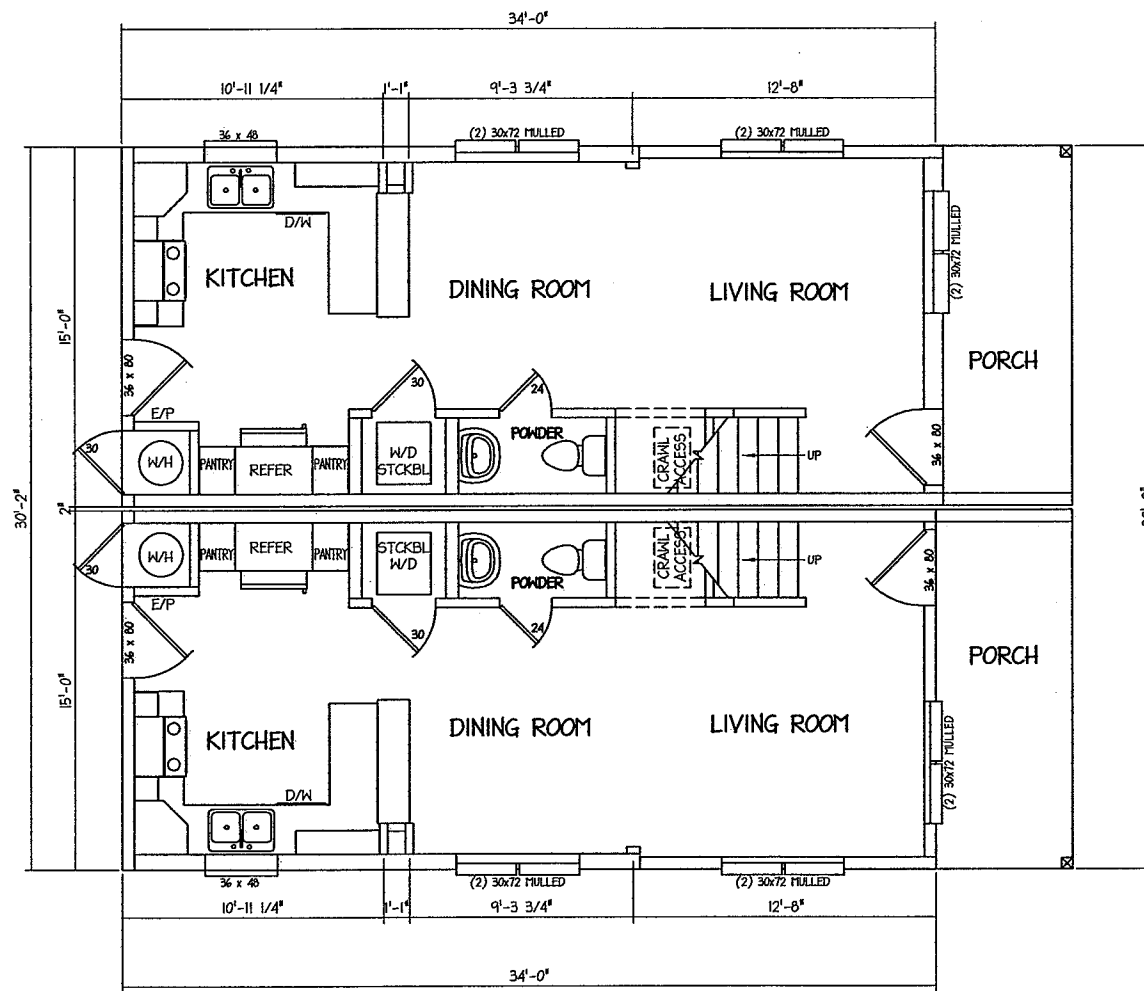 34'-0"
10'-11 1/4"
1'-1"
9'-3 3/4"
12'-8"
36 x 48
(2) 30x72 MULLED
(2) 30x72 MULLED
D/W
KITCHEN
DINING ROOM
LIVING ROOM
(2) 30x72 MULLED
PORCH
15'-0"
36 x 80
E/P
30
24
30
W/H
PANTRY
REFER
PANTRY
W/D
STCKBL
POWDER
CRAWL
ACCESS
UP
36 x 80
30'-2"
2"
W/H
PANTRY
REFER
PANTRY
STCKBL
W/D
POWDER
CRAWL
ACCESS
UP
36 x 80
30
E/P
30
24
36 x 80
15'-0"
PORCH
KITCHEN
DINING ROOM
LIVING ROOM
(2) 30x72 MULLED
D/W
36 x 48
(2) 30x72 MULLED
(2) 30x72 MULLED
10'-11 1/4"
1'-1"
9'-3 3/4"
12'-8"
34'-0"